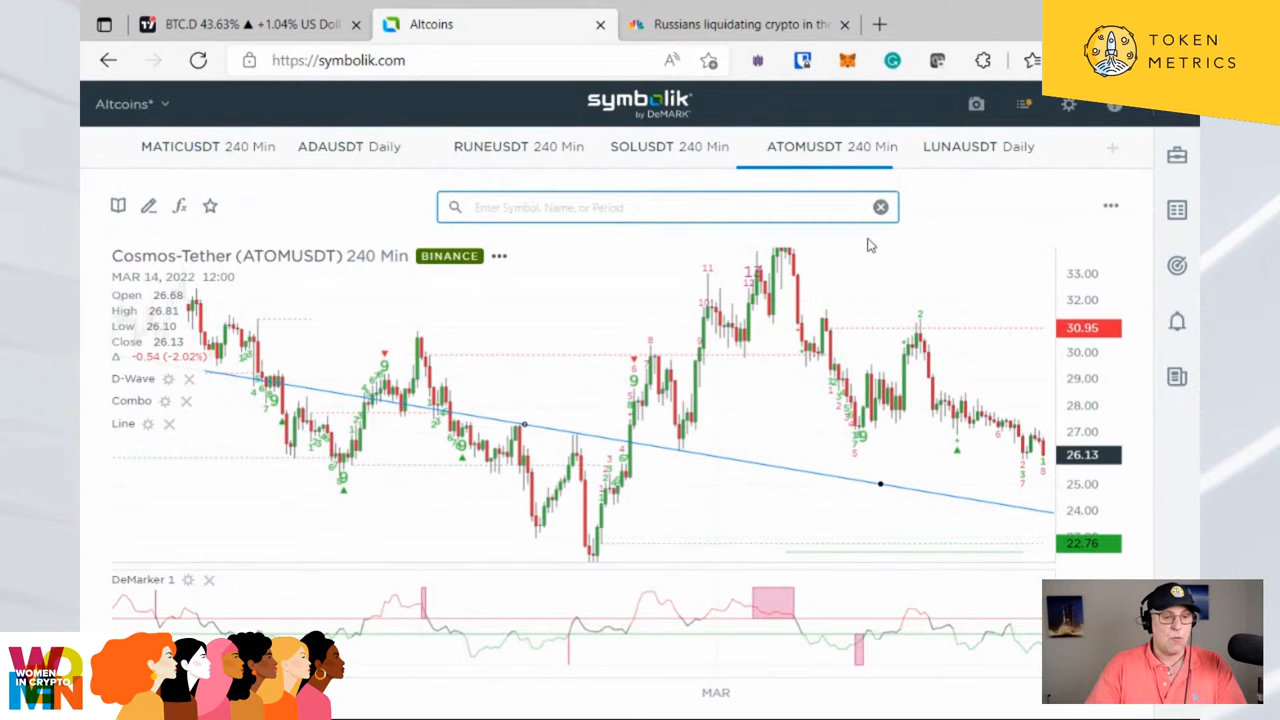 BTC.D 43.63% ▲ +1.04% US Doll
Altcoins
Russians liquidating crypto in the
https://symbolik.com
TOKEN
METRICS
Altcoins*
symbolik
by DeMARK
MATICUSDT 240 Min
ADAUSDT Daily
RUNEUSDT 240 Min
SOLUSDT 240 Min
ATOMUSDT 240 Min
LUNAUSDT Daily
Enter Symbol, Name, or Period
Cosmos-Tether (ATOMUSDT) 240 Min BINANCE
MAR 14, 2022 12:00
Open 26.68
High 26.81
Low 26.10
Close 26.13
Δ -0.54 (-2.02%)
D-Wave
Combo
Line
33.00
32.00
30.95
30.00
29.00
28.00
27.00
26.13
25.00
24.00
22.76
DeMarker 1
MAR
WOMEN
WOMEN
IN CRYPTO